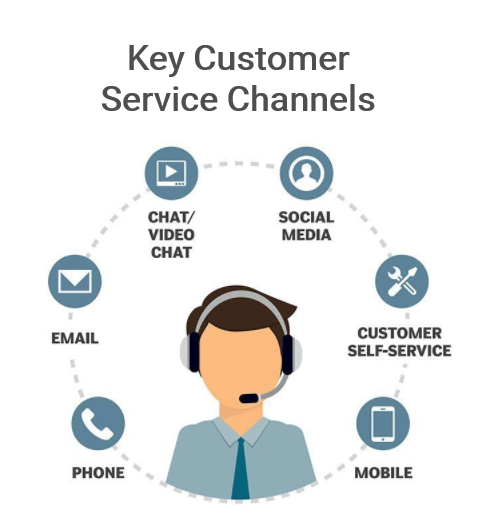 Key Customer
Service Channels
CHAT/
VIDEO
CHAT
SOCIAL
MEDIA
EMAIL
CUSTOMER
SELF-SERVICE
PHONE
MOBILE